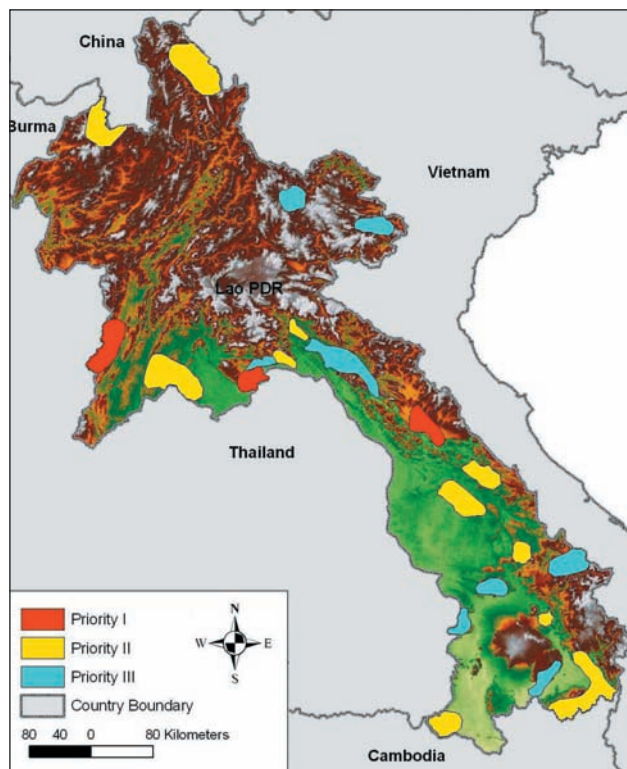 China
Burma
Vietnam
Lao PDR
Thailand
Priority I
Priority II
Priority III
Country Boundary
N
W E
S
80 40 0 80 Kilometers
Cambodia